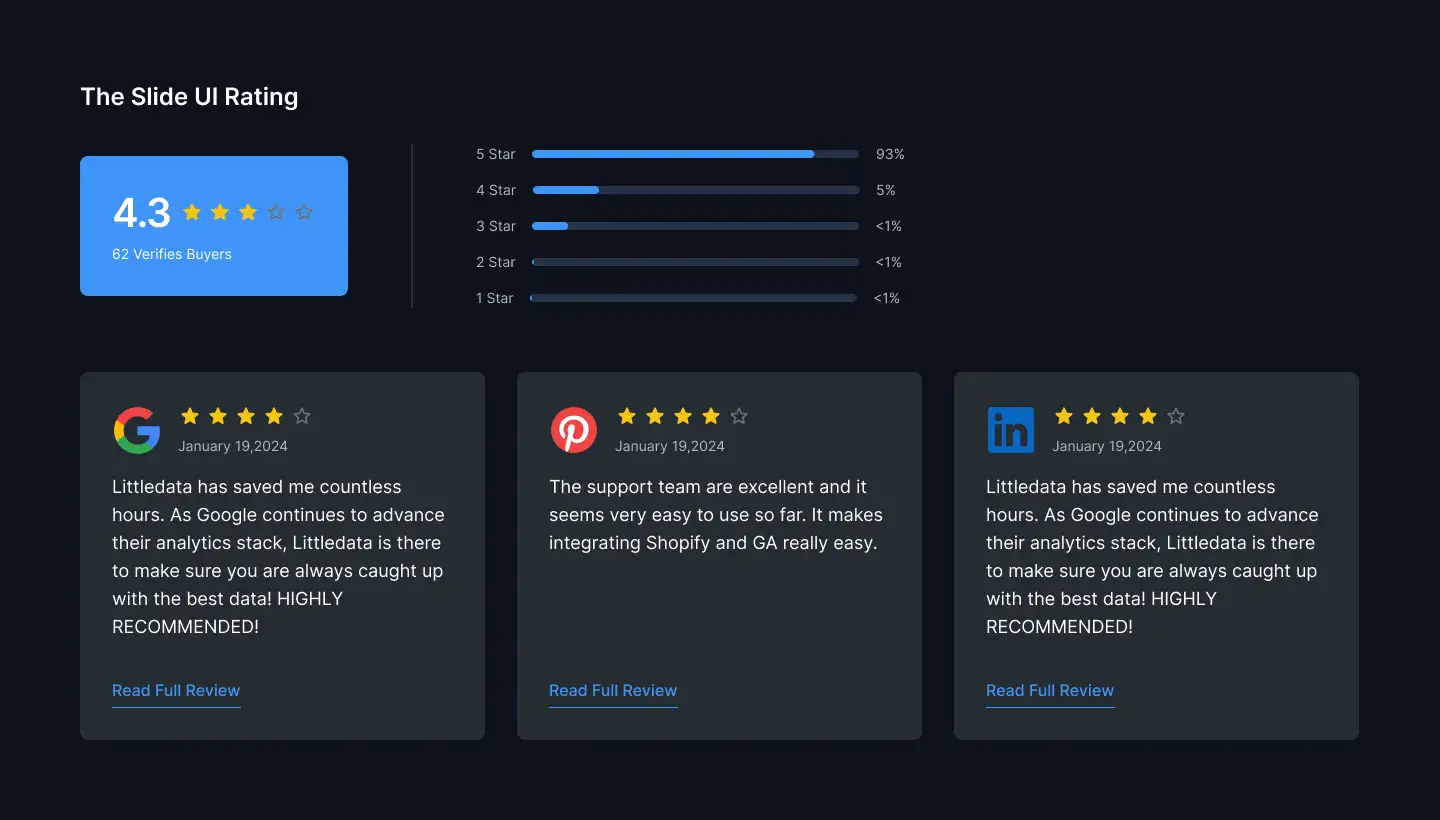 The Slide UI Rating
4.3
62 Verifies Buyers
5 Star 93%
4 Star 5%
3 Star <1%
2 Star <1%
1 Star <1%
January 19,2024
Littledata has saved me countless
hours. As Google continues to advance
their analytics stack, Littledata is there
to make sure you are always caught up
with the best data! HIGHLY
RECOMMENDED!
Read Full Review
January 19,2024
The support team are excellent and it
seems very easy to use so far. It makes
integrating Shopify and GA really easy.
Read Full Review
in
January 19,2024
Littledata has saved me countless
hours. As Google continues to advance
their analytics stack, Littledata is there
to make sure you are always caught up
with the best data! HIGHLY
RECOMMENDED!
Read Full Review